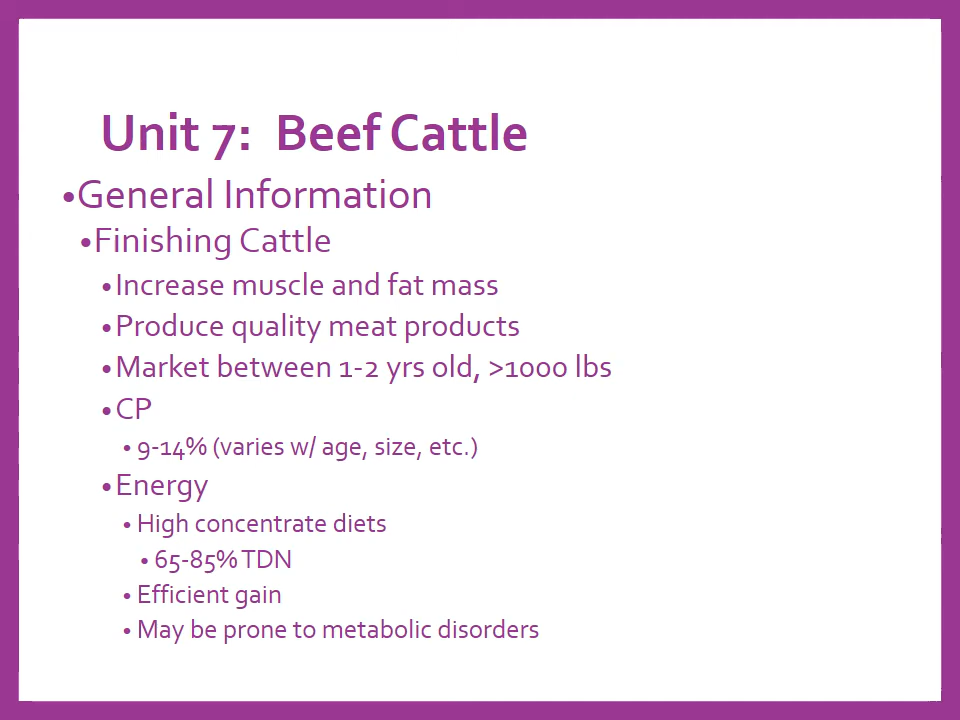 Unit 7: Beef Cattle
•General Information
•Finishing Cattle
•Increase muscle and fat mass
•Produce quality meat products
•Market between 1-2 yrs old, >1000 lbs
•CP
• 9-14% (varies w/ age, size, etc.)
•Energy
• High concentrate diets
• 65-85% TDN
• Efficient gain
• May be prone to metabolic disorders